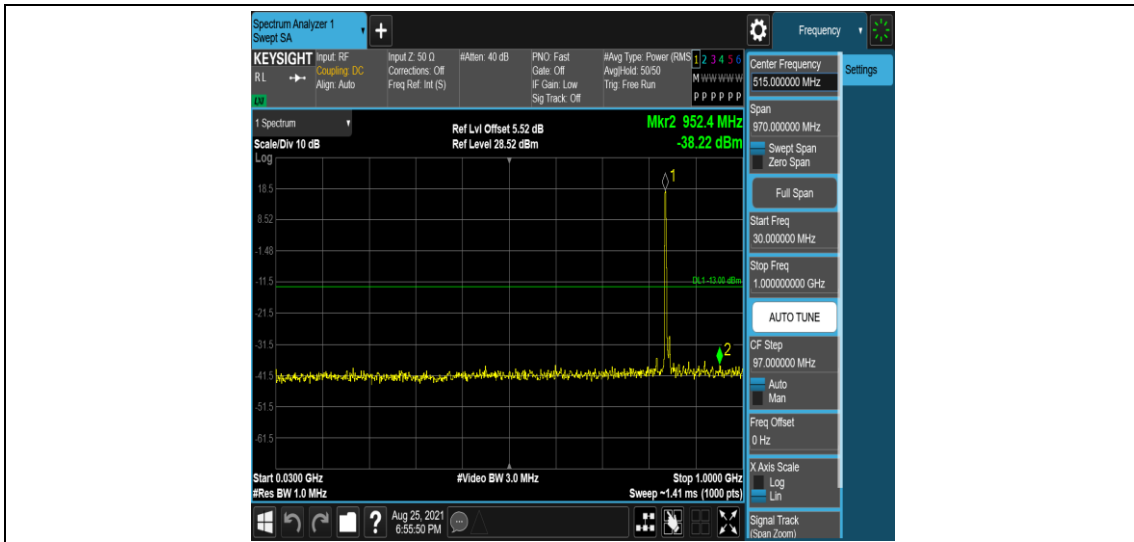 Spectrum Analyzer 1
Swept SA
Frequency
KEYSIGHT
RL
LXI
Input: RF
Coupling: DC
Align: Auto
Input Z: 50 Ω
Corrections: Off
Freq Ref: Int (S)
#Atten: 40 dB
PNO: Fast
Gate: Off
IF Gain: Low
Sig Track: Off
#Avg Type: Power (RMS
Avg|Hold: 50/50
Trig: Free Run
1 2 3 4 5 6
M W W W W W
P P P P P P
Center Frequency
515.000000 MHz
Settings
Span
970.000000 MHz
Swept Span
Zero Span
Full Span
Start Freq
30.000000 MHz
Stop Freq
1.000000000 GHz
AUTO TUNE
CF Step
97.000000 MHz
Auto
Man
Freq Offset
0 Hz
X Axis Scale
Log
Lin
Signal Track
(Span Zoom)
1 Spectrum
Scale/Div 10 dB
Ref Lvl Offset 5.52 dB
Ref Level 28.52 dBm
Mkr2 952.4 MHz
-38.22 dBm
Log
1
18.5
8.52
-1.48
-11.5
DL1 -13.00 dBm
-21.5
-31.5
2
-41.5
-51.5
-61.5
Start 0.0300 GHz
#Res BW 1.0 MHz
#Video BW 3.0 MHz
Stop 1.0000 GHz
Sweep ~1.41 ms (1000 pts)
?
Aug 25, 2021
6:55:50 PM